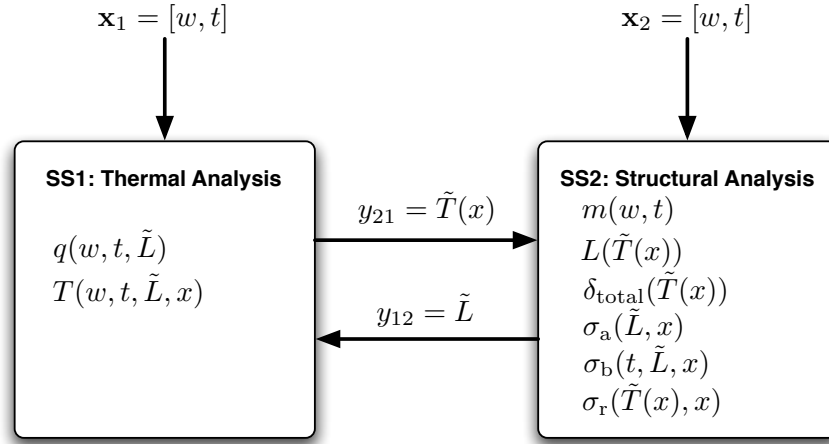 𝐱₁ = [w, t]
𝐱₂ = [w, t]
SS1: Thermal Analysis
q(w, t, L̃)
T(w, t, L̃, x)
y₂₁ = T̃(x)
y₁₂ = L̃
SS2: Structural Analysis
m(w, t)
L(T̃(x))
δ_total(T̃(x))
σ_a(L̃, x)
σ_b(t, L̃, x)
σ_r(T̃(x), x)